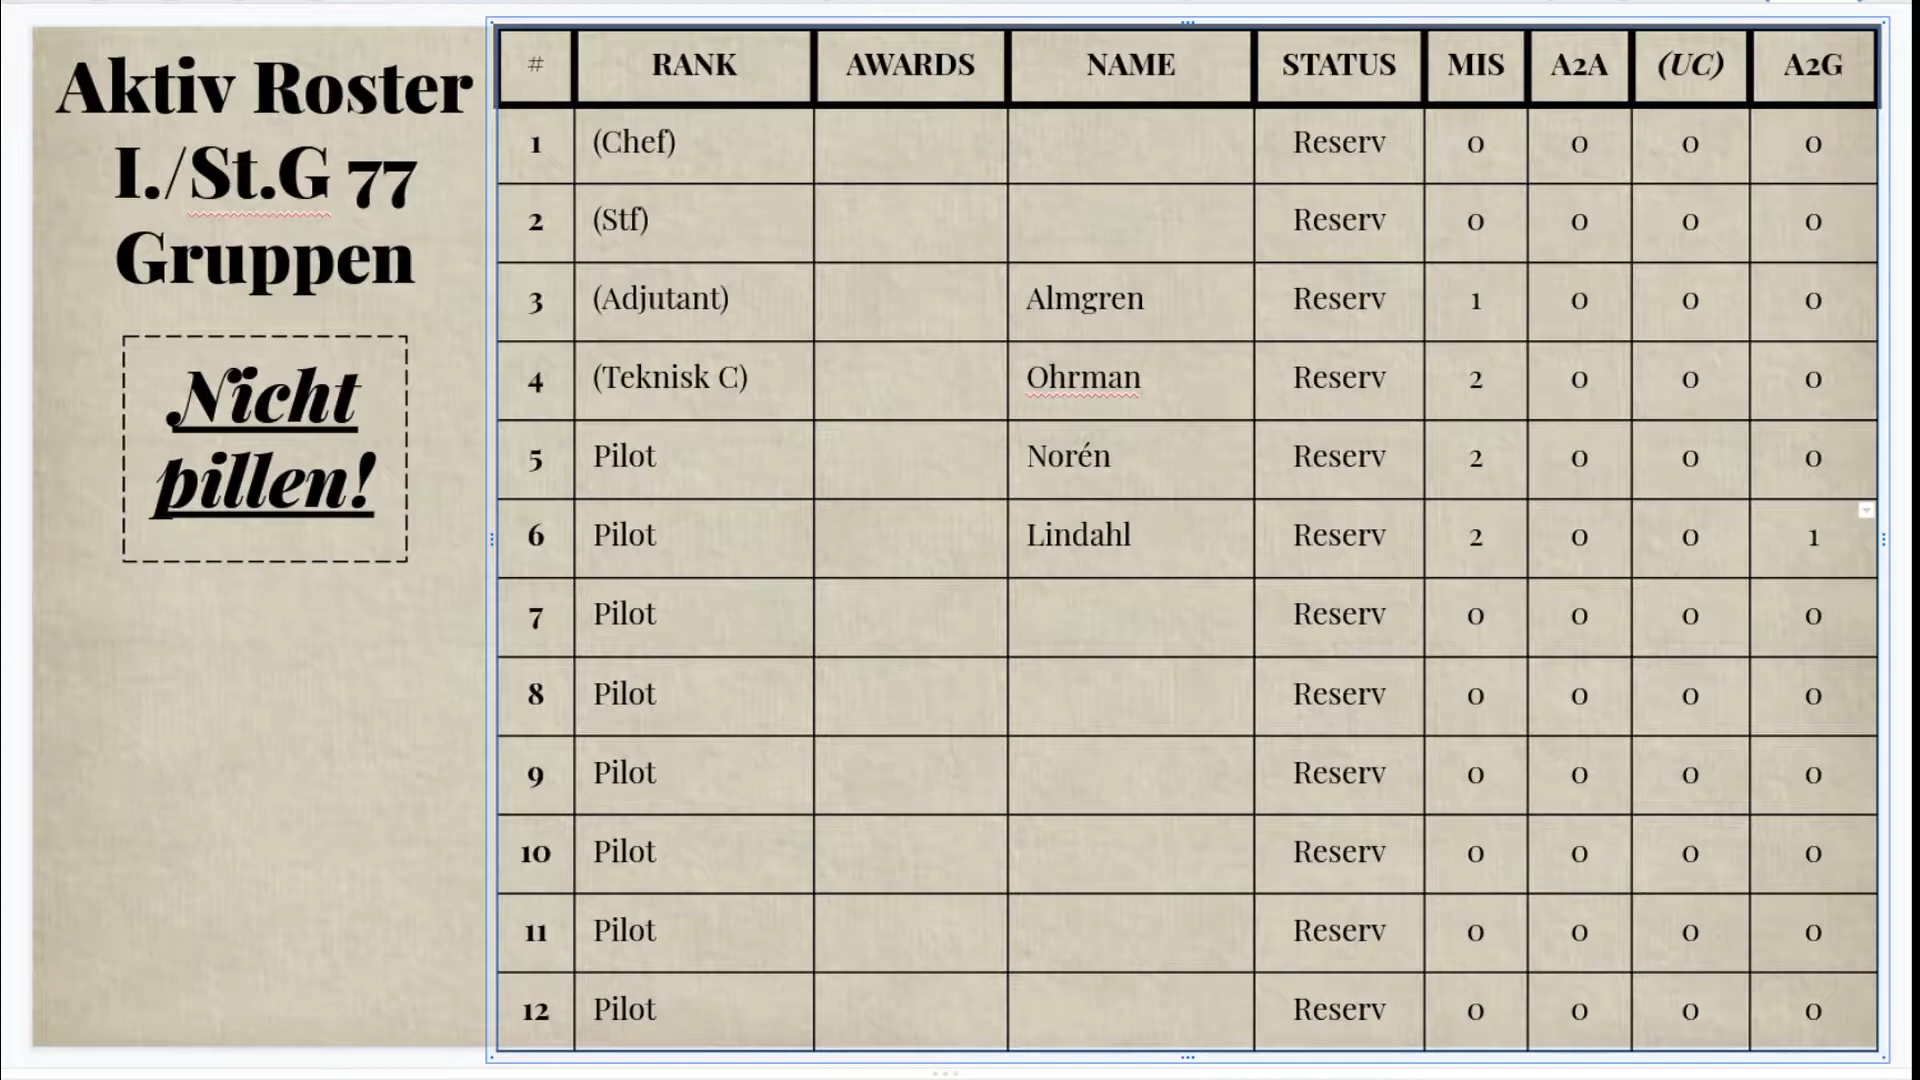 Aktiv Roster
I./St.G 77
Gruppen
Nicht
pillen!
# RANK AWARDS NAME STATUS MIS A2A (UC) A2G
1 (Chef) Reserv 0 0 0 0
2 (Stf) Reserv 0 0 0 0
3 (Adjutant) Almgren Reserv 1 0 0 0
4 (Teknisk C) Ohrman Reserv 2 0 0 0
5 Pilot Norén Reserv 2 0 0 0
6 Pilot Lindahl Reserv 2 0 0 1
7 Pilot Reserv 0 0 0 0
8 Pilot Reserv 0 0 0 0
9 Pilot Reserv 0 0 0 0
10 Pilot Reserv 0 0 0 0
11 Pilot Reserv 0 0 0 0
12 Pilot Reserv 0 0 0 0